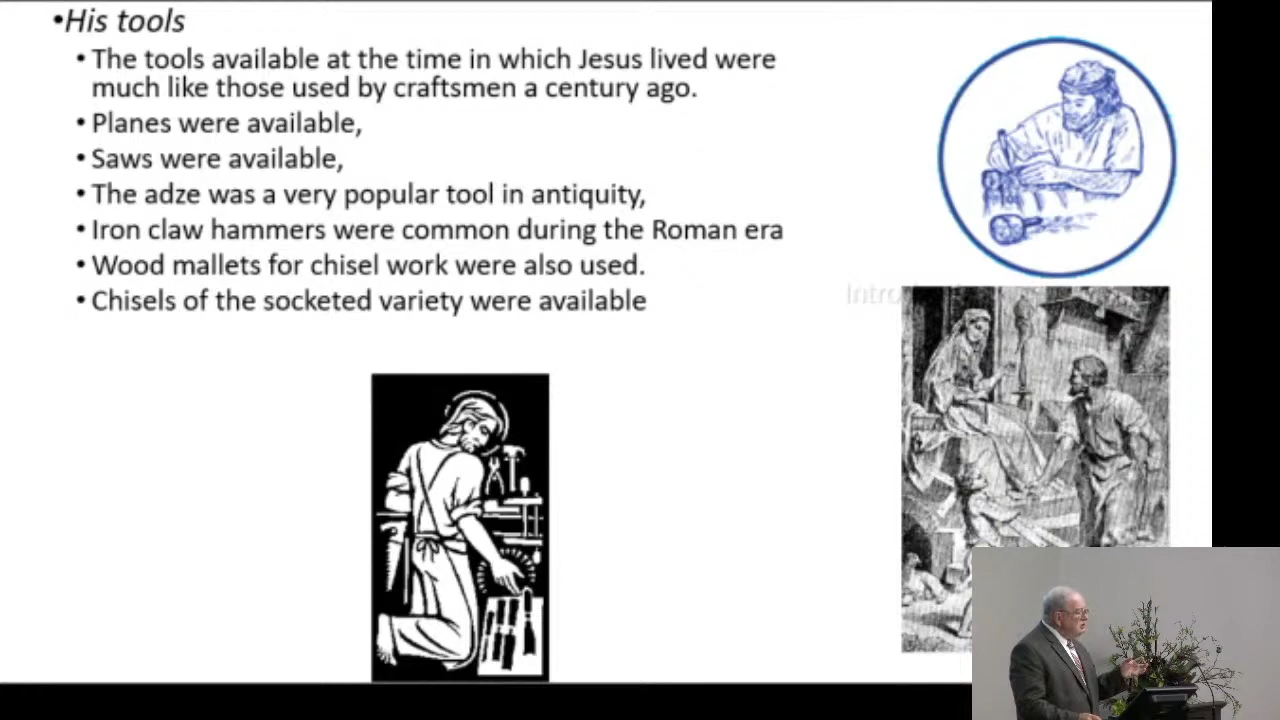 •His tools
• The tools available at the time in which Jesus lived were
much like those used by craftsmen a century ago.
• Planes were available,
• Saws were available,
• The adze was a very popular tool in antiquity,
• Iron claw hammers were common during the Roman era
• Wood mallets for chisel work were also used.
• Chisels of the socketed variety were available